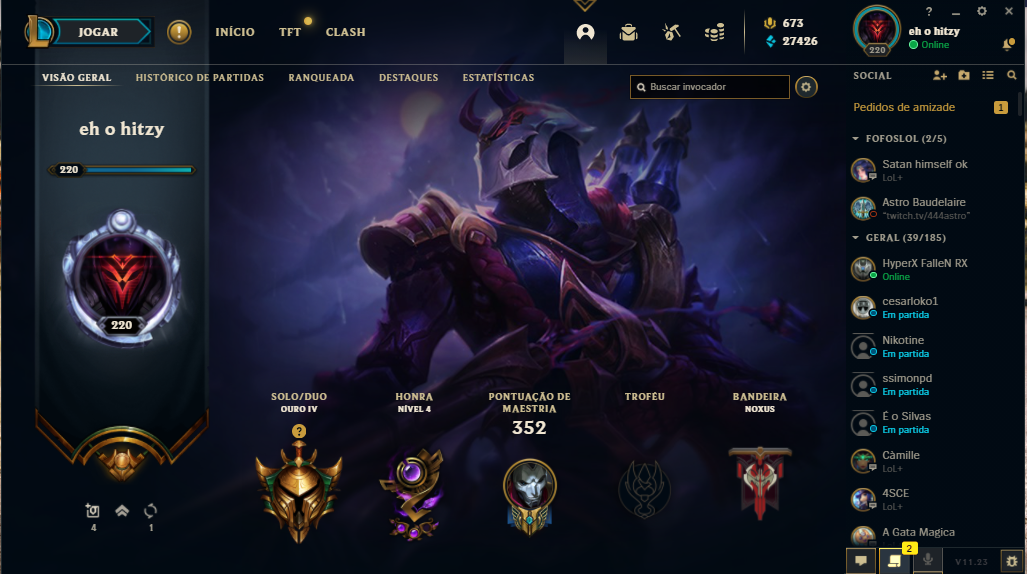 JOGAR
INÍCIO
TFT
CLASH
673
27426
220
eh o hitzy
Online
VISÃO GERAL
HISTÓRICO DE PARTIDAS
RANQUEADA
DESTAQUES
ESTATÍSTICAS
Buscar invocador
eh o hitzy
220
220
4
1
SOLO/DUO
OURO IV
HONRA
NÍVEL 4
PONTUAÇÃO DE
MAESTRIA
352
TROFÉU
BANDEIRA
NOXUS
SOCIAL
Pedidos de amizade
1
FOFOSLOL (2/5)
Satan himself ok
LoL+
Astro Baudelaire
"twitch.tv/444astro"
GERAL (39/185)
HyperX FalleN RX
Online
cesarloko1
Em partida
Nikotine
Em partida
ssimonpd
Em partida
É o Silvas
Em partida
Càmille
LoL+
4SCE
LoL+
A Gata Magica
LoL+
2
V11.23